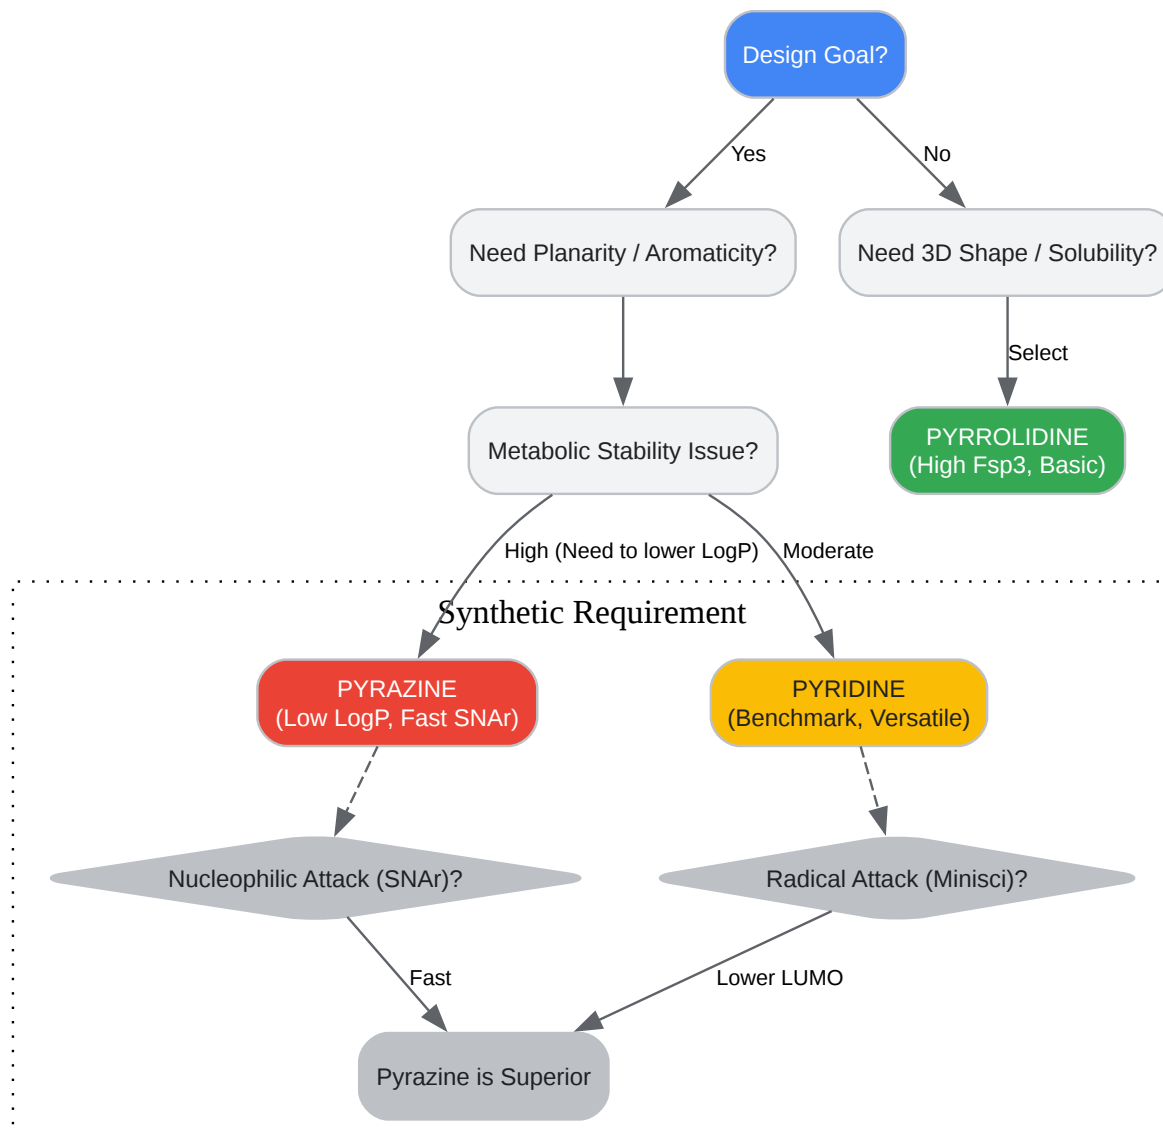 Design Goal?
Yes
No
Need Planarity / Aromaticity?
Need 3D Shape / Solubility?
Select
Metabolic Stability Issue?
PYRROLIDINE
(High Fsp3, Basic)
High (Need to lower LogP)
Moderate
Synthetic Requirement
PYRAZINE
(Low LogP, Fast SNAr)
PYRIDINE
(Benchmark, Versatile)
Nucleophilic Attack (SNAr)?
Radical Attack (Minisci)?
Fast
Lower LUMO
Pyrazine is Superior